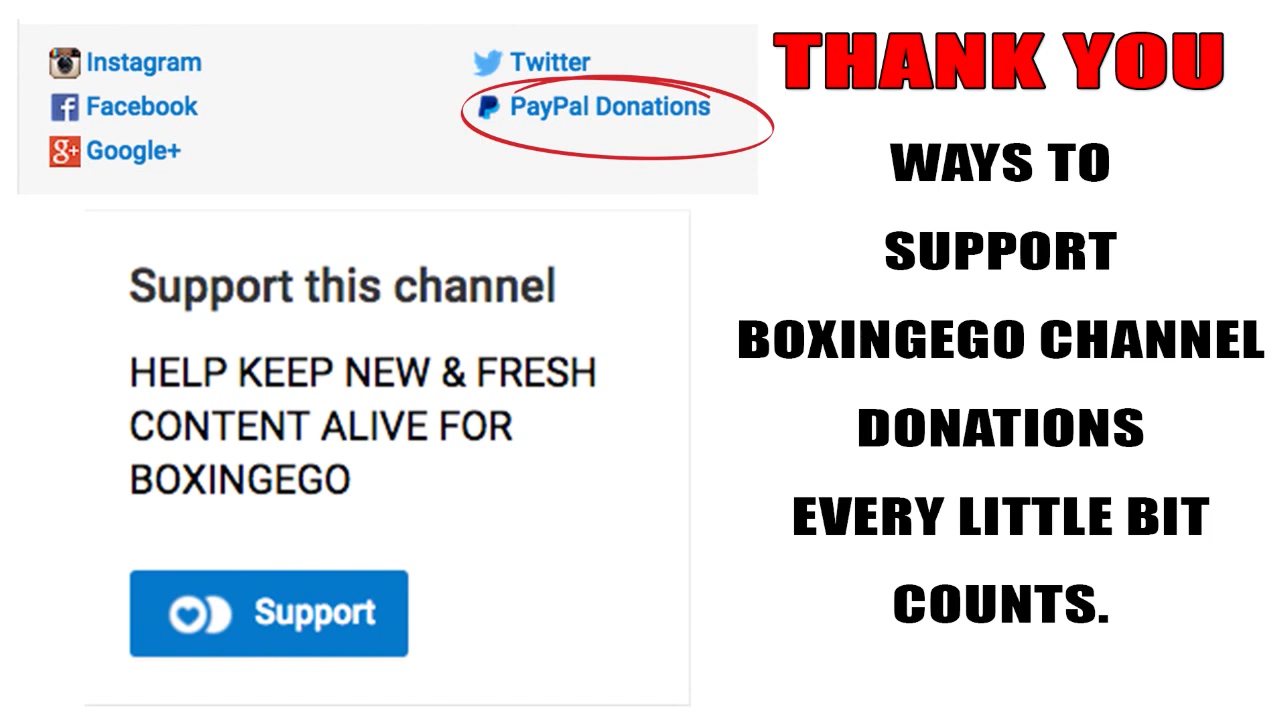 Instagram
Twitter
Facebook
PayPal Donations
Google+
Support this channel
HELP KEEP NEW & FRESH
CONTENT ALIVE FOR
BOXINGEGO
Support
THANK YOU
WAYS TO
SUPPORT
BOXINGEGO CHANNEL
DONATIONS
EVERY LITTLE BIT
COUNTS.